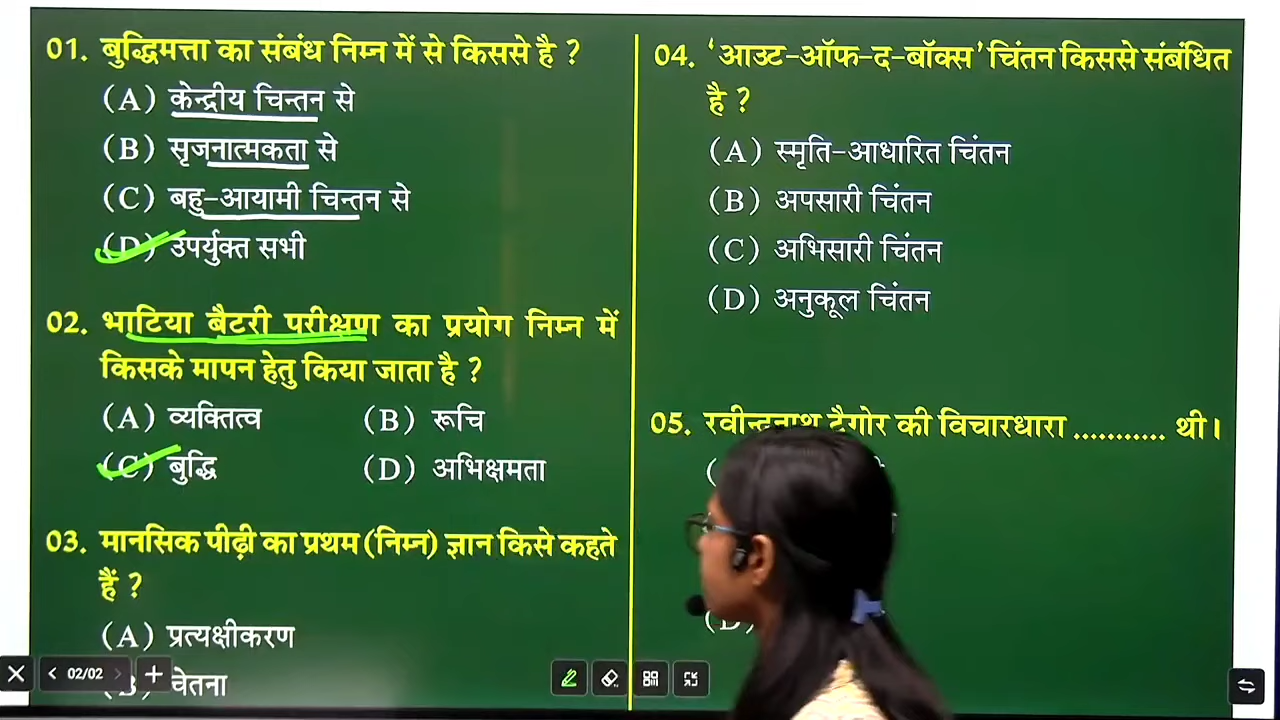 01. बुद्धिमत्ता का संबंध निम्न में से किससे है ?
(A) केन्द्रीय चिन्तन से
(B) सृजनात्मकता से
(C) बहु-आयामी चिन्तन से
(D) उपर्युक्त सभी
02. भाटिया बैटरी परीक्षण का प्रयोग निम्न में
किसके मापन हेतु किया जाता है ?
(A) व्यक्तित्व (B) रूचि
(C) बुद्धि (D) अभिक्षमता
03. मानसिक पीढ़ी का प्रथम (निम्न) ज्ञान किसे कहते
हैं ?
(A) प्रत्यक्षीकरण
(B) चेतना
04. ‘आउट-ऑफ-द-बॉक्स’ चिंतन किससे संबंधित
है ?
(A) स्मृति-आधारित चिंतन
(B) अपसारी चिंतन
(C) अभिसारी चिंतन
(D) अनुकूल चिंतन
05. रवीन्द्रनाथ टैगोर की विचारधारा ........... थी।
(D)
02/02